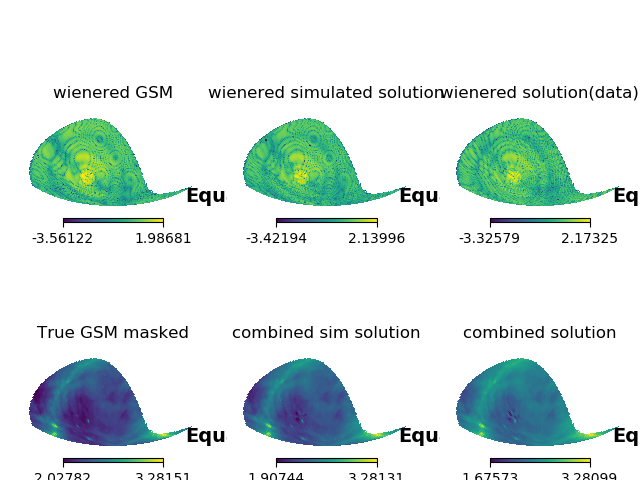 wienered GSM
wienered simulated solution
wienered solution(data)
Equ
Equ
Eq
-3.56122
1.98681
-3.42194
2.13996
-3.32579
2.17325
True GSM masked
combined sim solution
combined solution
Equ
Equ
Eq
2.02782
3.28151
1.90744
3.28131
1.67573
3.28099